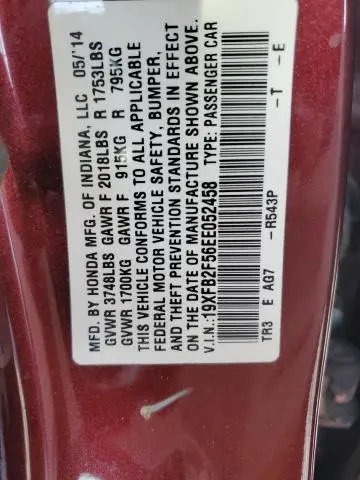 MFD. BY HONDA MFG. OF INDIANA, LLC 05/'14
GVWR 3748LBS GAWR F 2018LBS R 1753LBS
GVWR 1700KG GAWR F 915KG R 795KG
THIS VEHICLE CONFORMS TO ALL APPLICABLE
FEDERAL MOTOR VEHICLE SAFETY, BUMPER,
AND THEFT PREVENTION STANDARDS IN EFFECT
ON THE DATE OF MANUFACTURE SHOWN ABOVE.
V.I.N.:19XFB2F56EE052458 TYPE: PASSENGER CAR
TR3 E AG7 -R543P -T -E